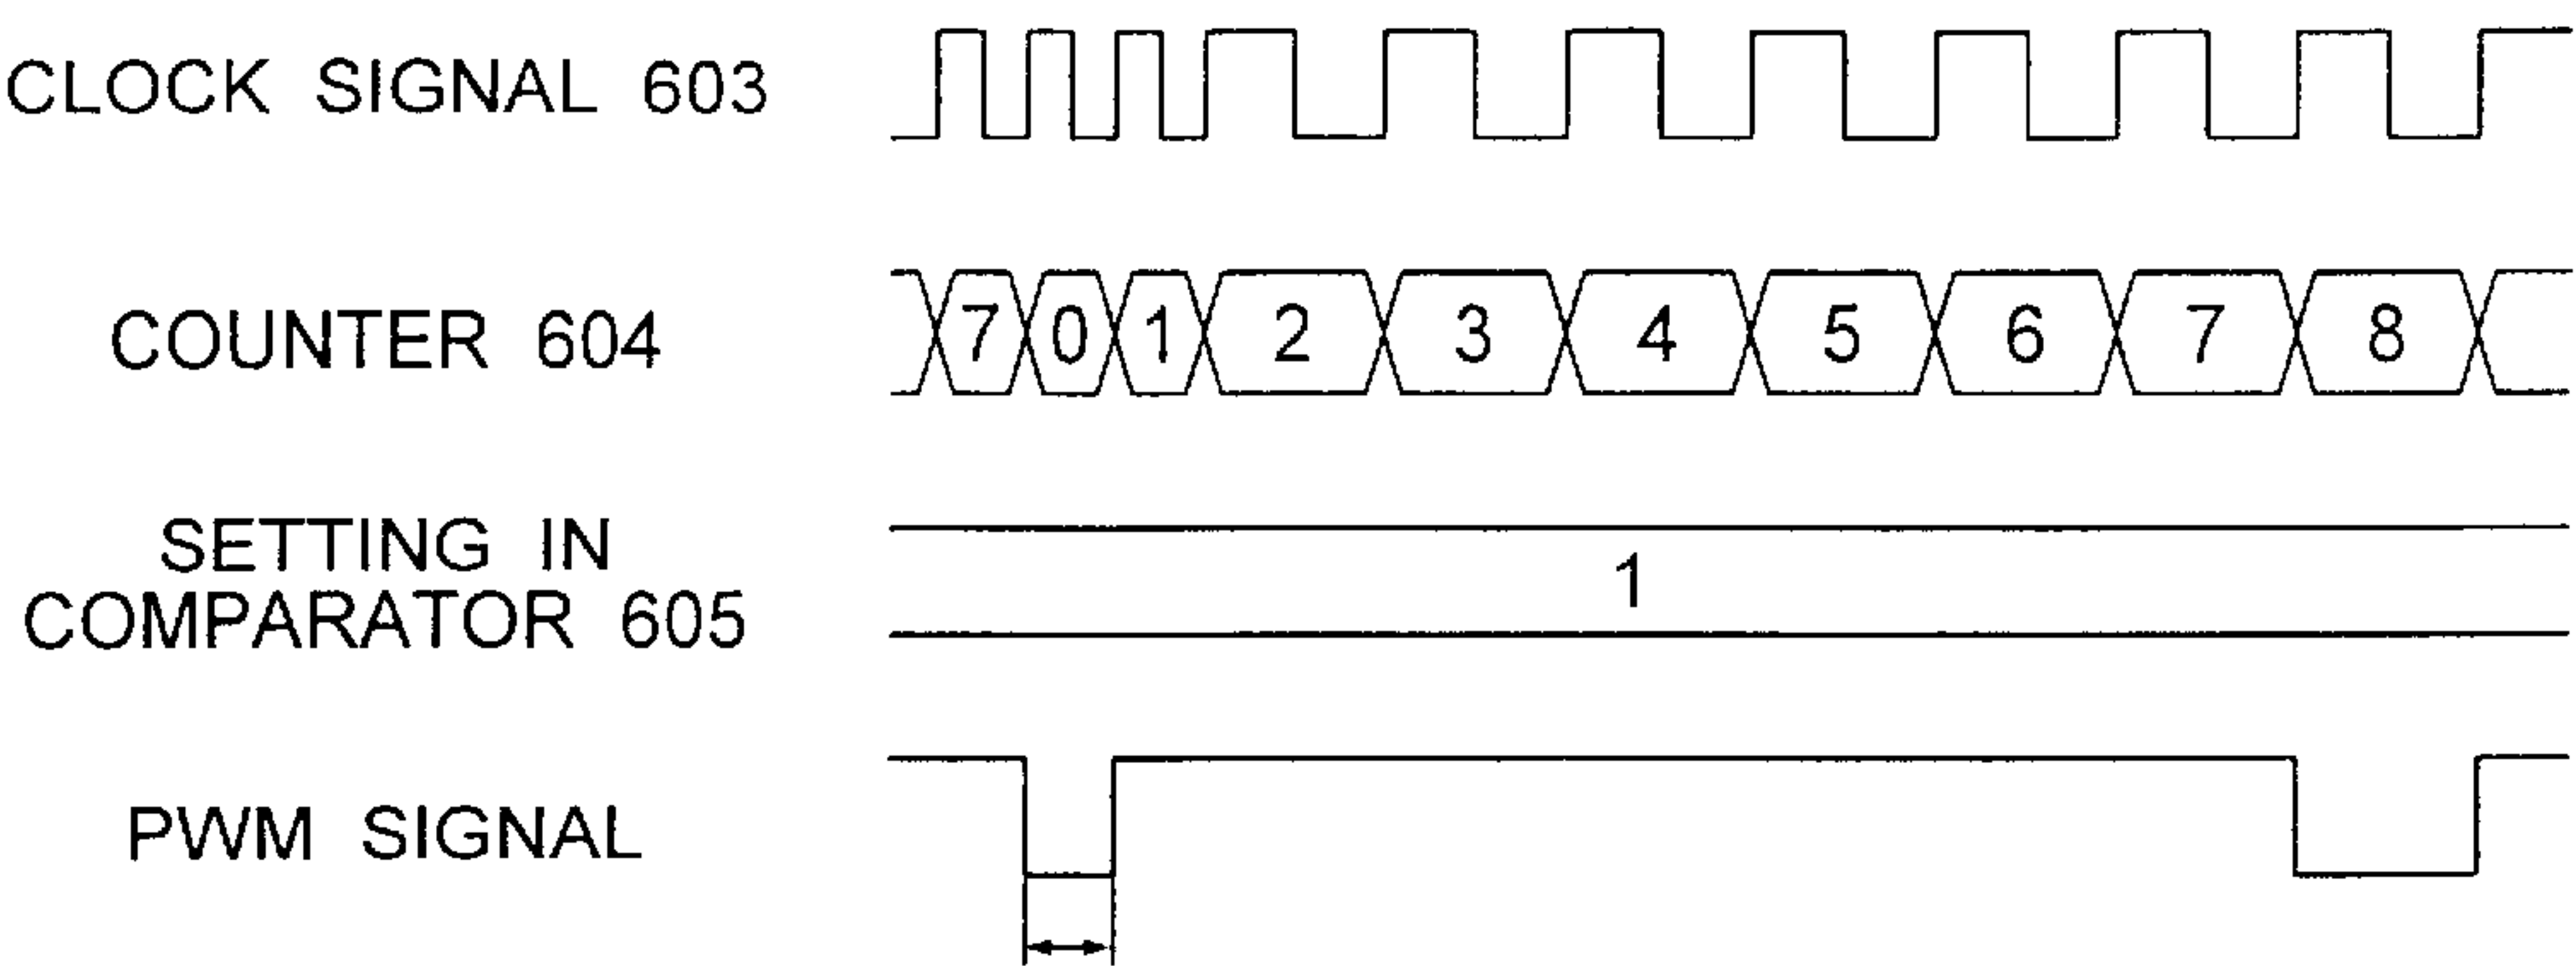 CLOCK SIGNAL 603
COUNTER 604
7 0 1 2 3 4 5 6 7 8
SETTING IN
COMPARATOR 605
1
PWM SIGNAL